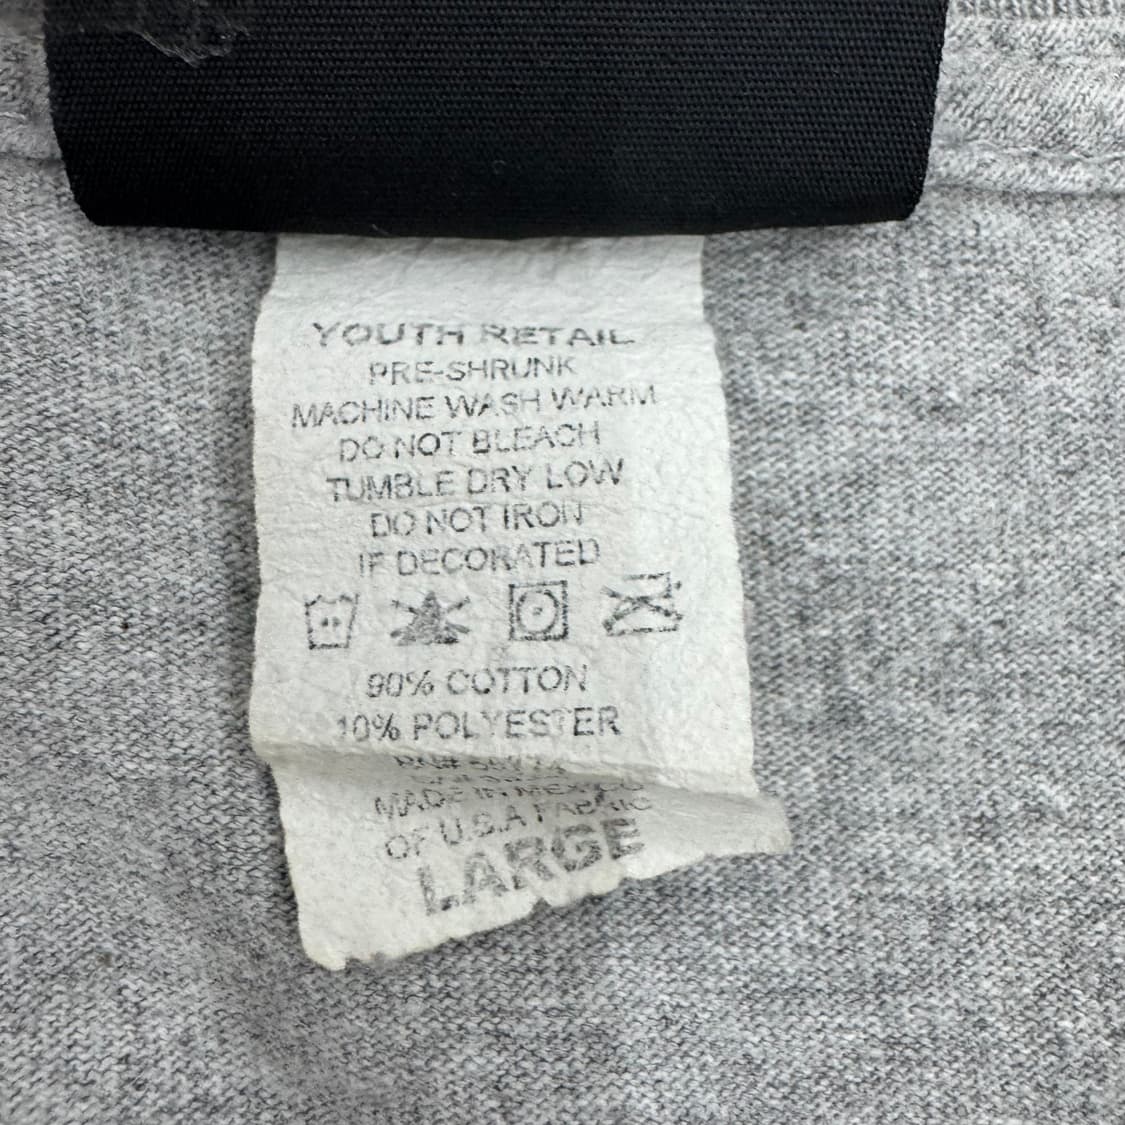 YOUTH RETAIL
PRE-SHRUNK
MACHINE WASH WARM
DO NOT BLEACH
TUMBLE DRY LOW
DO NOT IRON
IF DECORATED
90% COTTON
10% POLYESTER
RN#
MADE IN MEXICO
OF U.S.A FABRIC
LARGE